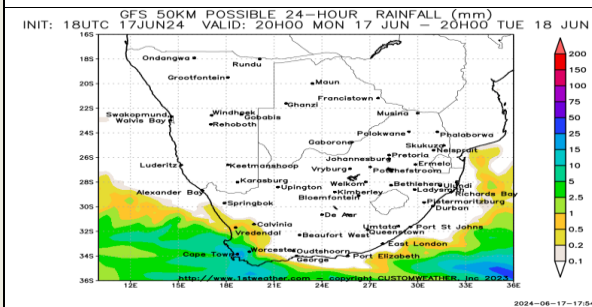 GFS 50KM POSSIBLE 24-HOUR RAINFALL (mm)
INIT: 18UTC 17JUN24 VALID: 20H00 MON 17 JUN - 20H00 TUE 18 JUN
16S
18S
20S
22S
24S
26S
28S
30S
32S
34S
36S
Ondangwa
Rundu
Grootfontein
Maun
Francistown
Ghanzi
Swakopmund
Walvis Bay
Windhoek
Gobabis
Rehoboth
Musina
Polokwane
Phalaborwa
Gaborone
Skukuza
Nelspruit
Pretoria
Johannesburg
Ermelo
Luderitz
Keetmanshoop
Vryburg
Potchefstroom
Karasburg
Upington
Welkom
Bethlehem
Ulundi
Alexander Bay
Kimberley
Ladysmith
Richards Bay
Bloemfontein
Springbok
Pietermaritzburg
Durban
De Aar
Calvinia
Vredendal
Beaufort West
Umtata
Port St Johns
Queenstown
East London
Worcester
Oudtshoorn
Cape Town
George
Port Elizabeth
http://www.1stweather.com - copyright CUSTOMWEATHER, Inc 2023
12E
15E
18E
21E
24E
27E
30E
33E
36E
200
150
100
75
50
25
15
10
5
2.5
1
0.5
0.2
0.1